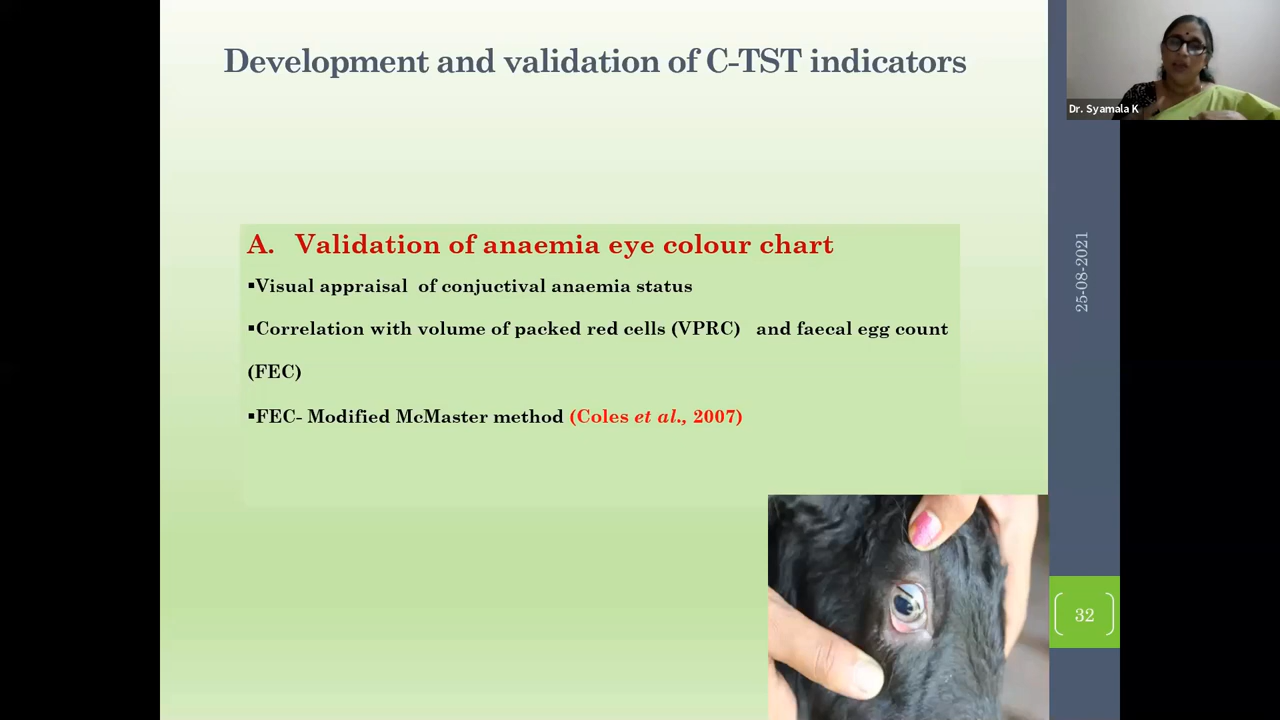 Development and validation of C-TST indicators
Dr. Syamala K
A. Validation of anaemia eye colour chart
▪Visual appraisal of conjuctival anaemia status
▪Correlation with volume of packed red cells (VPRC) and faecal egg count
(FEC)
▪FEC- Modified McMaster method (Coles et al., 2007)
25-08-2021
32